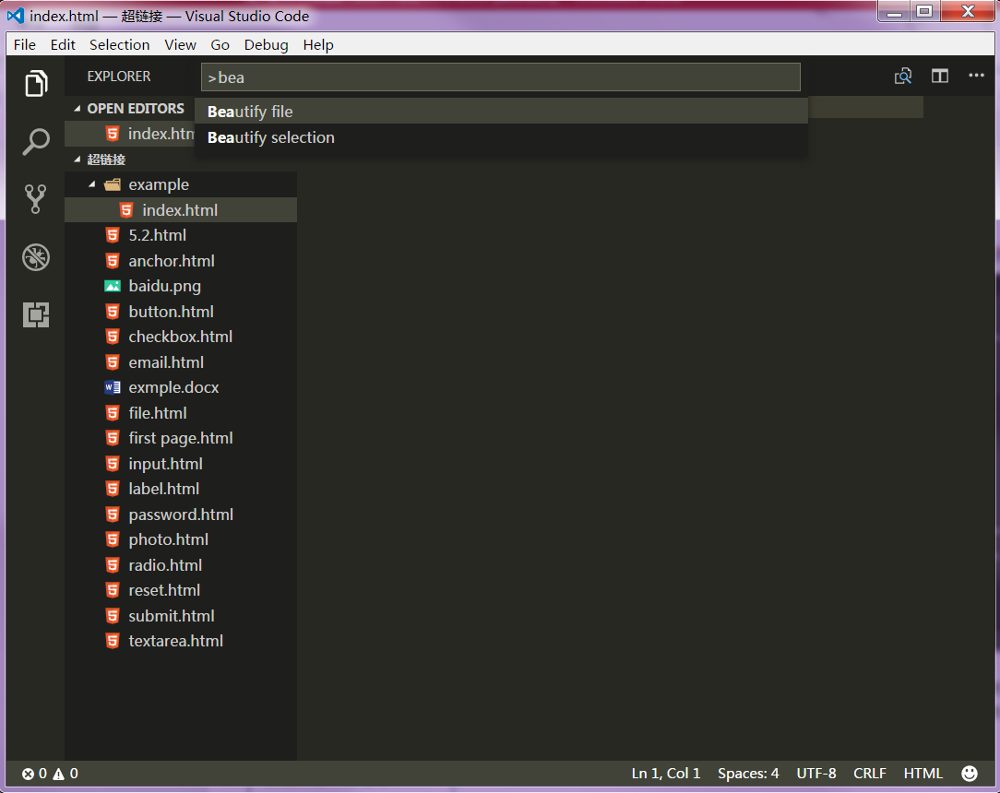 index.html — 超链接 — Visual Studio Code
File Edit Selection View Go Debug Help
EXPLORER
>bea
OPEN EDITORS
Beautify file
index.htm
Beautify selection
超链接
example
index.html
5.2.html
anchor.html
baidu.png
button.html
checkbox.html
email.html
exmple.docx
file.html
first page.html
input.html
label.html
password.html
photo.html
radio.html
reset.html
submit.html
textarea.html
0 0 Ln 1, Col 1 Spaces: 4 UTF-8 CRLF HTML